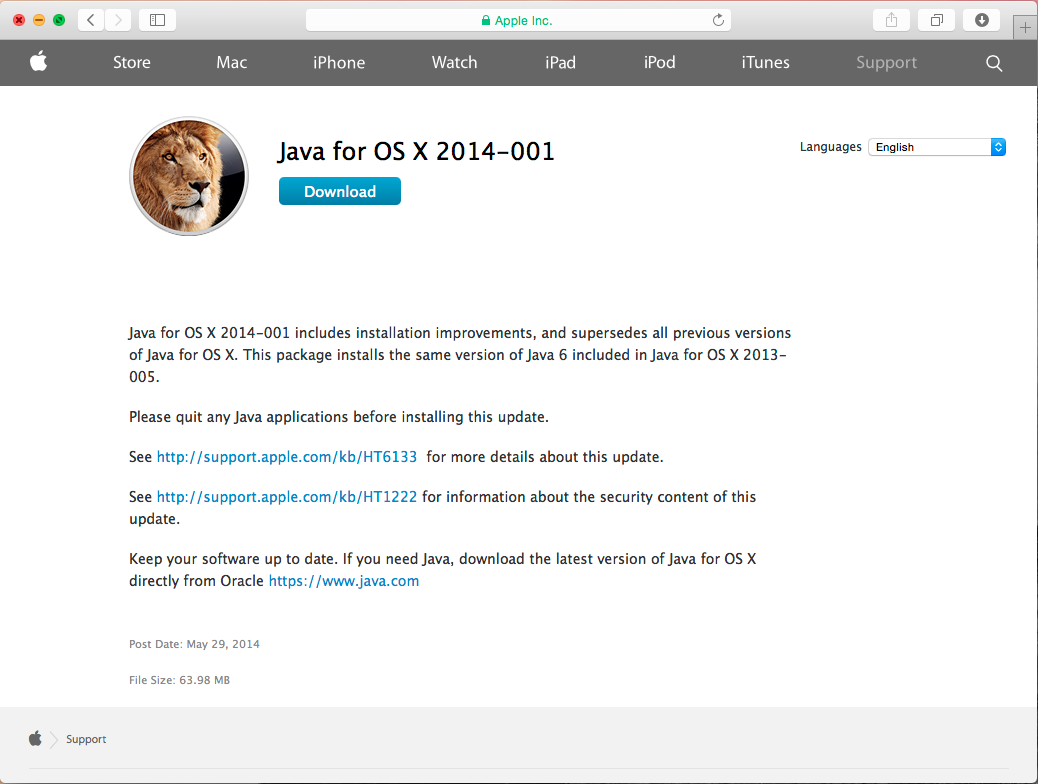 Apple Inc.
Store Mac iPhone Watch iPad iPod iTunes Support
Java for OS X 2014-001
Languages English
Download
Java for OS X 2014-001 includes installation improvements, and supersedes all previous versions
of Java for OS X. This package installs the same version of Java 6 included in Java for OS X 2013-
005.
Please quit any Java applications before installing this update.
See http://support.apple.com/kb/HT6133 for more details about this update.
See http://support.apple.com/kb/HT1222 for information about the security content of this
update.
Keep your software up to date. If you need Java, download the latest version of Java for OS X
directly from Oracle https://www.java.com
Post Date: May 29, 2014
File Size: 63.98 MB
Support